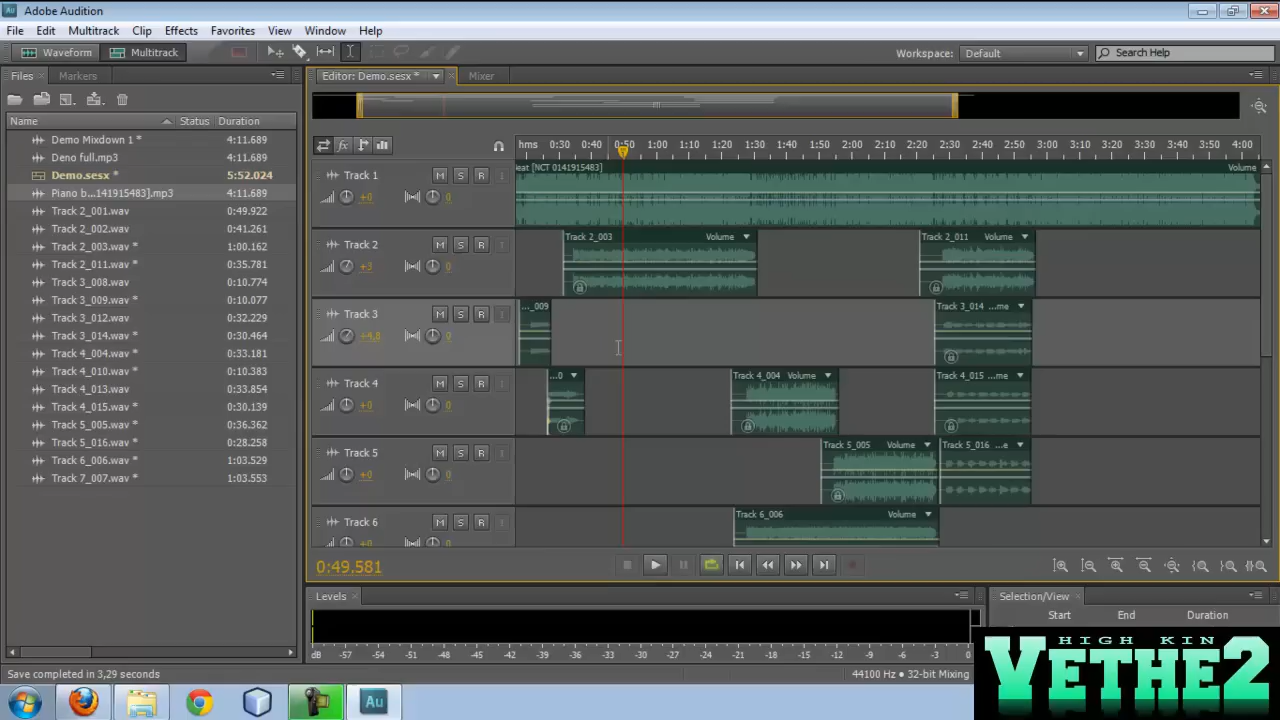 Au Adobe Audition
File Edit Multitrack Clip Effects Favorites View Window Help
Waveform Multitrack Workspace: Default Search Help
Files Markers
Name Status Duration
Demo Mixdown 1 * 4:11.689
Deno full.mp3 4:11.689
Demo.sesx * 5:52.024
Piano b...141915483].mp3 4:11.689
Track 2_001.wav 0:49.922
Track 2_002.wav 0:41.261
Track 2_003.wav * 1:00.162
Track 2_011.wav * 0:35.781
Track 3_008.wav 0:10.774
Track 3_009.wav * 0:10.077
Track 3_012.wav 0:32.229
Track 3_014.wav * 0:30.464
Track 4_004.wav * 0:33.181
Track 4_010.wav * 0:10.383
Track 4_013.wav 0:33.854
Track 4_015.wav * 0:30.139
Track 5_005.wav * 0:36.362
Track 5_016.wav * 0:28.258
Track 6_006.wav * 1:03.529
Track 7_007.wav * 1:03.553
Editor: Demo.sesx * Mixer
hms 0:30 0:40 0:50 1:00 1:10 1:20 1:30 1:40 1:50 2:00 2:10 2:20 2:30 2:40 2:50 3:00 3:10 3:20 3:30 3:40 3:50 4:00
eat [NCT 0141915483] Volume
Track 1 M S R I
+0 0
Track 2_003 Volume Track 2_011 Volume
Track 2 M S R I
+3 0
..._009 Track 3_014 ...me
Track 3 M S R I
+4.8 0
...0 Track 4_004 Volume Track 4_015 ...me
Track 4 M S R I
+0 0
Track 5_005 Volume Track 5_016 ...e
Track 5 M S R I
+0 0
Track 6_006 Volume
Track 6 M S R I
+0 0
0:49.581
Levels
dB -57 -54 -51 -48 -45 -42 -39 -36 -33 -30 -27 -24 -21 -18 -15 -12 -9 -6 -3 0
Selection/View
Start End Duration
Save completed in 3,29 seconds
44100 Hz • 32-bit Mixing
HIGH KIN
VETHE2
Au